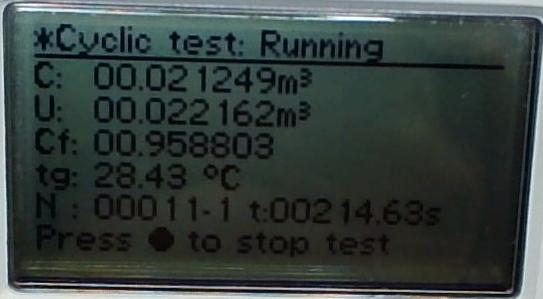 *Cyclic test: Running
C: 00.021249m³
U: 00.022162m³
Cf: 00.958803
tg: 28.43 °C
N : 00011-1 t:00214.63s
Press ● to stop test